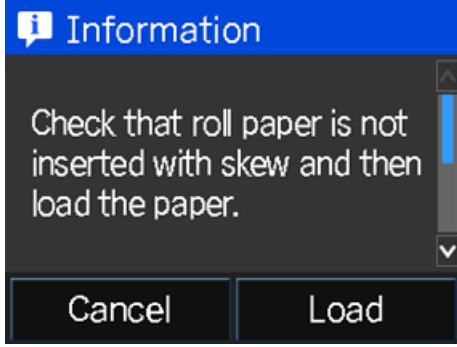 Information
Check that roll paper is not
inserted with skew and then
load the paper.
Cancel
Load